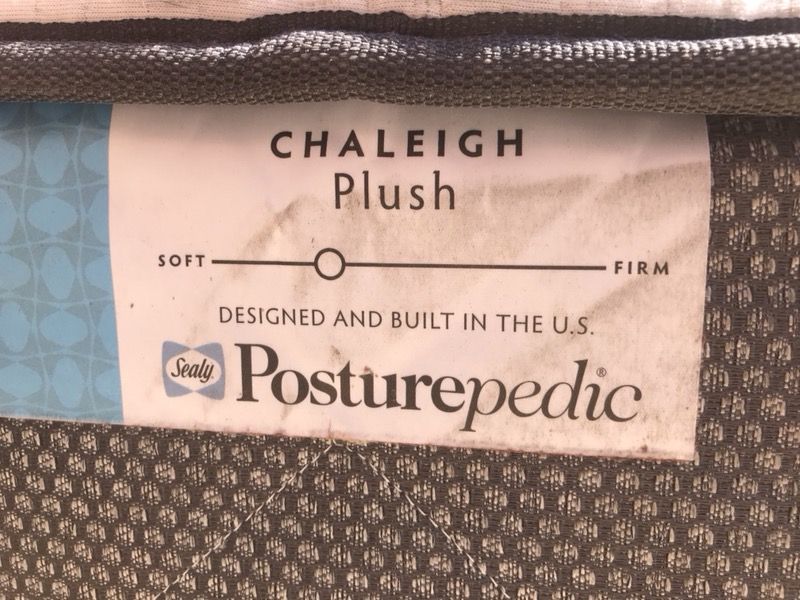 CHALEIGH
Plush
SOFT FIRM
DESIGNED AND BUILT IN THE U.S.
Sealy Posturepedic®